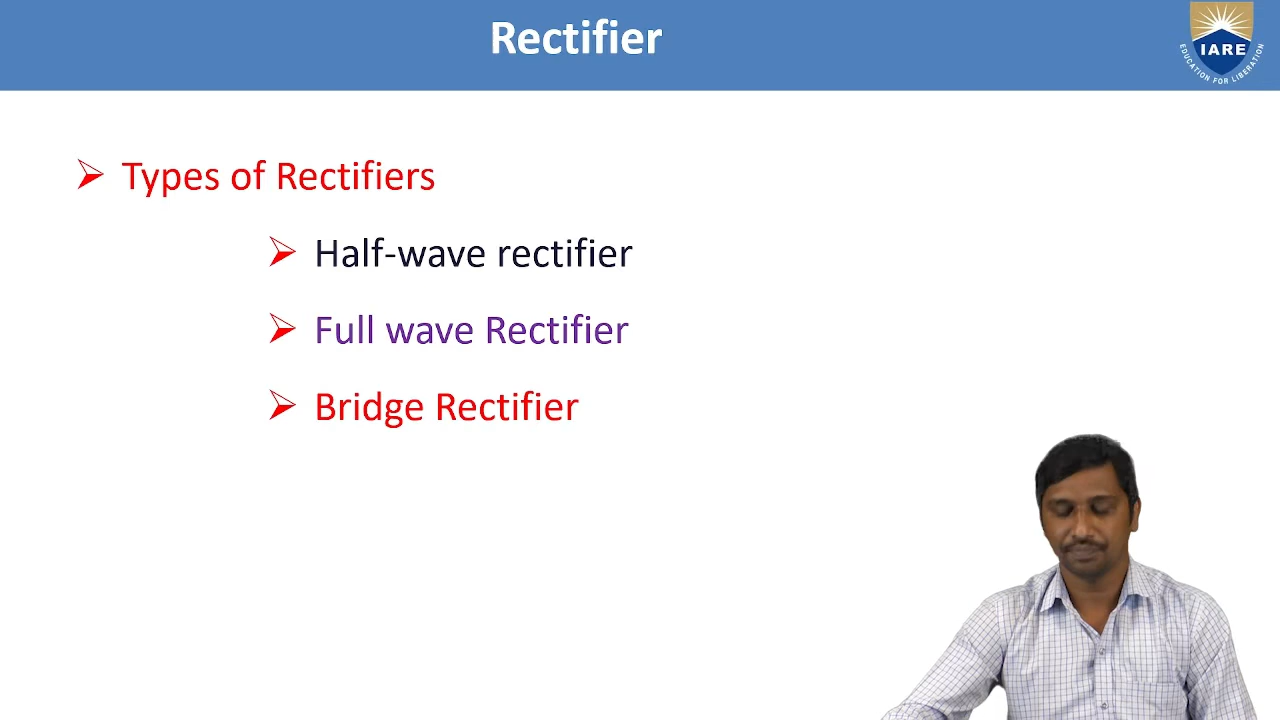 Rectifier
IARE
EDUCATION FOR LIBERATION
Types of Rectifiers
Half-wave rectifier
Full wave Rectifier
Bridge Rectifier